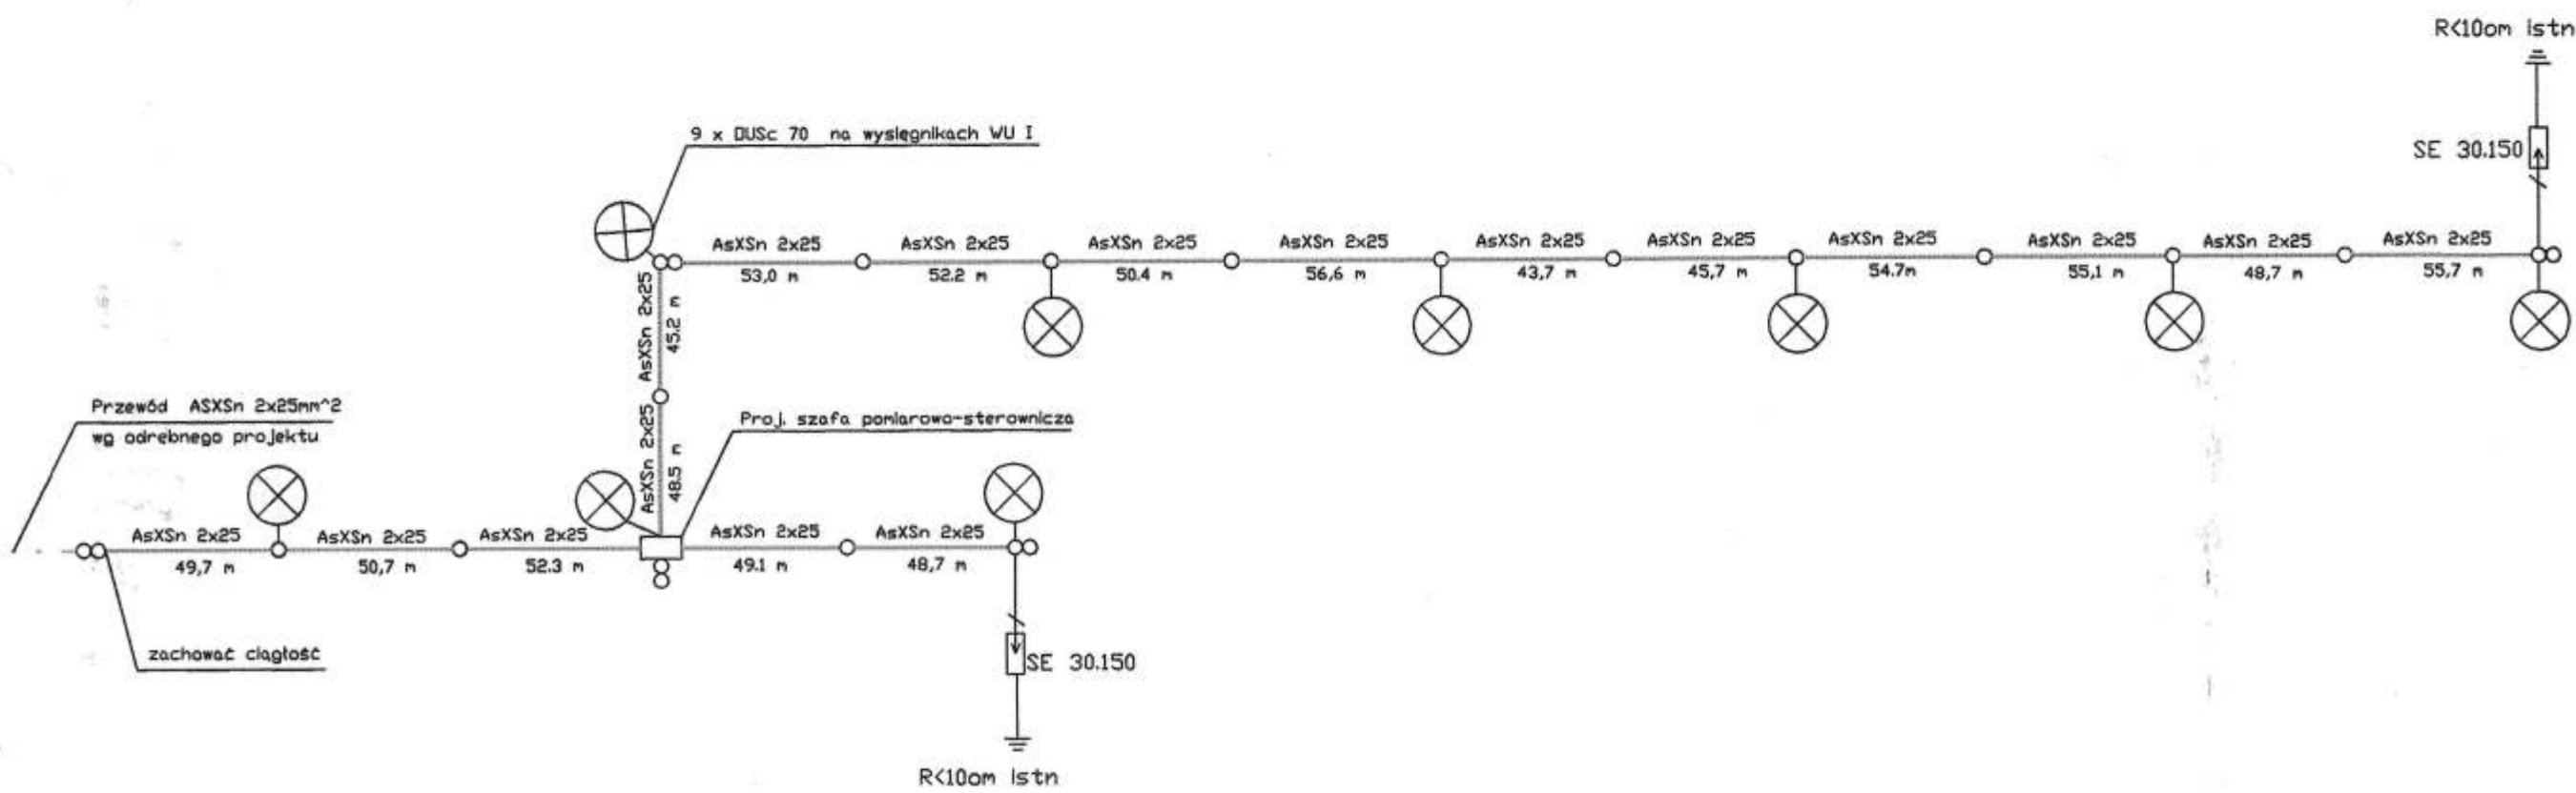 R<10om istn
9 x OUSc 70 na wysięgnikach WU I
SE 30.150
AsXSn 2x25
53,0 m
AsXSn 2x25
52.2 m
AsXSn 2x25
50.4 m
AsXSn 2x25
56,6 m
AsXSn 2x25
43,7 m
AsXSn 2x25
45,7 m
AsXSn 2x25
54.7m
AsXSn 2x25
55,1 m
AsXSn 2x25
48,7 m
AsXSn 2x25
55,7 m
AsXSn 2x25
45.2 m
AsXSn 2x25
48.5 m
Przewód ASXSn 2x25mm^2
wg odrębnego projektu
Proj. szafa pomiarowo-sterownicza
AsXSn 2x25
49,7 m
AsXSn 2x25
50,7 m
AsXSn 2x25
52.3 m
AsXSn 2x25
49.1 m
AsXSn 2x25
48,7 m
zachować ciągłość
SE 30.150
R<10om istn